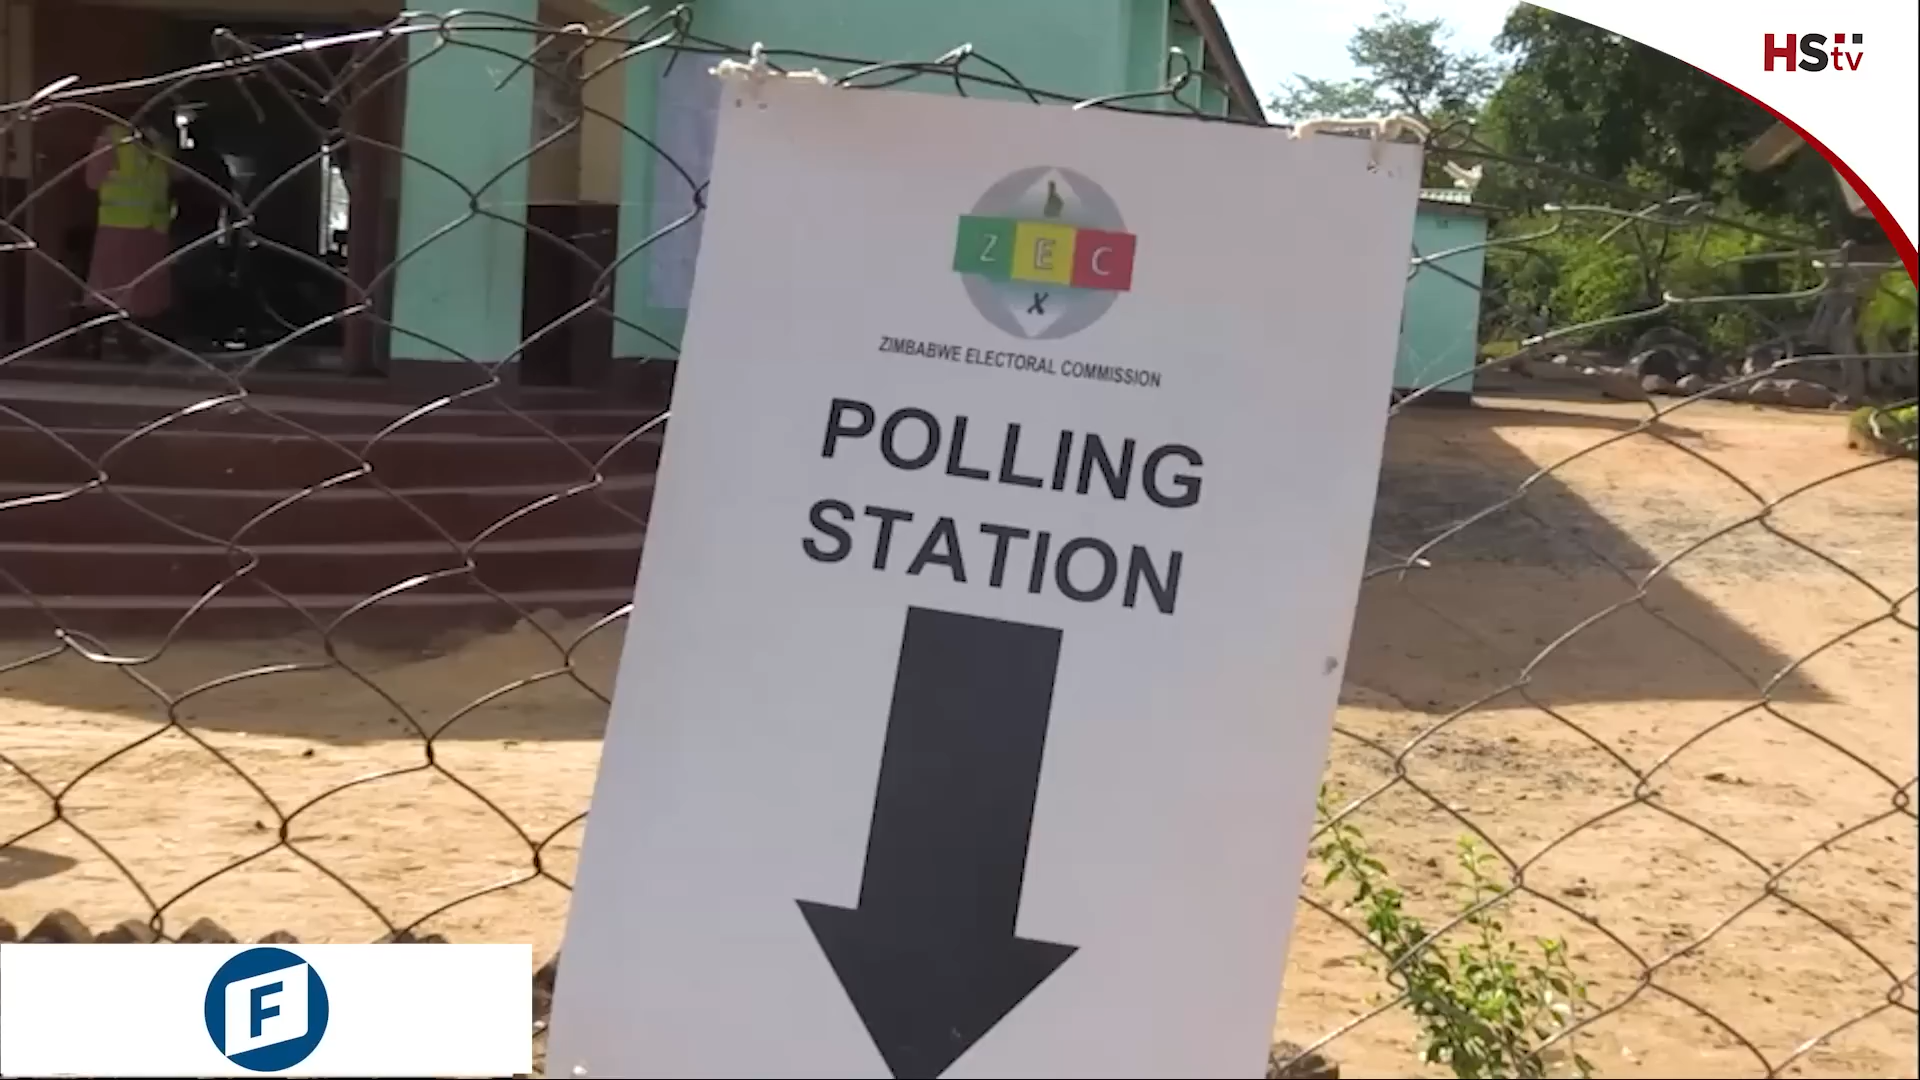 HStv
Z E C
X
ZIMBABWE ELECTORAL COMMISSION
POLLING
STATION
F